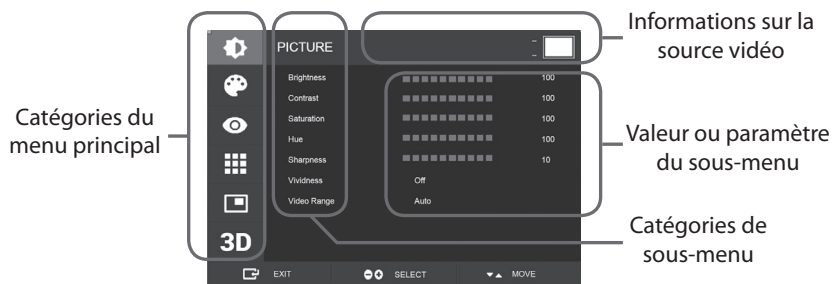 Informations sur la
source vidéo
PICTURE
Brightness 100
Contrast 100
Saturation 100
Hue 100
Sharpness 10
Vividness Off
Video Range Auto
3D
EXIT SELECT MOVE
Catégories du
menu principal
Valeur ou paramètre
du sous-menu
Catégories de
sous-menu